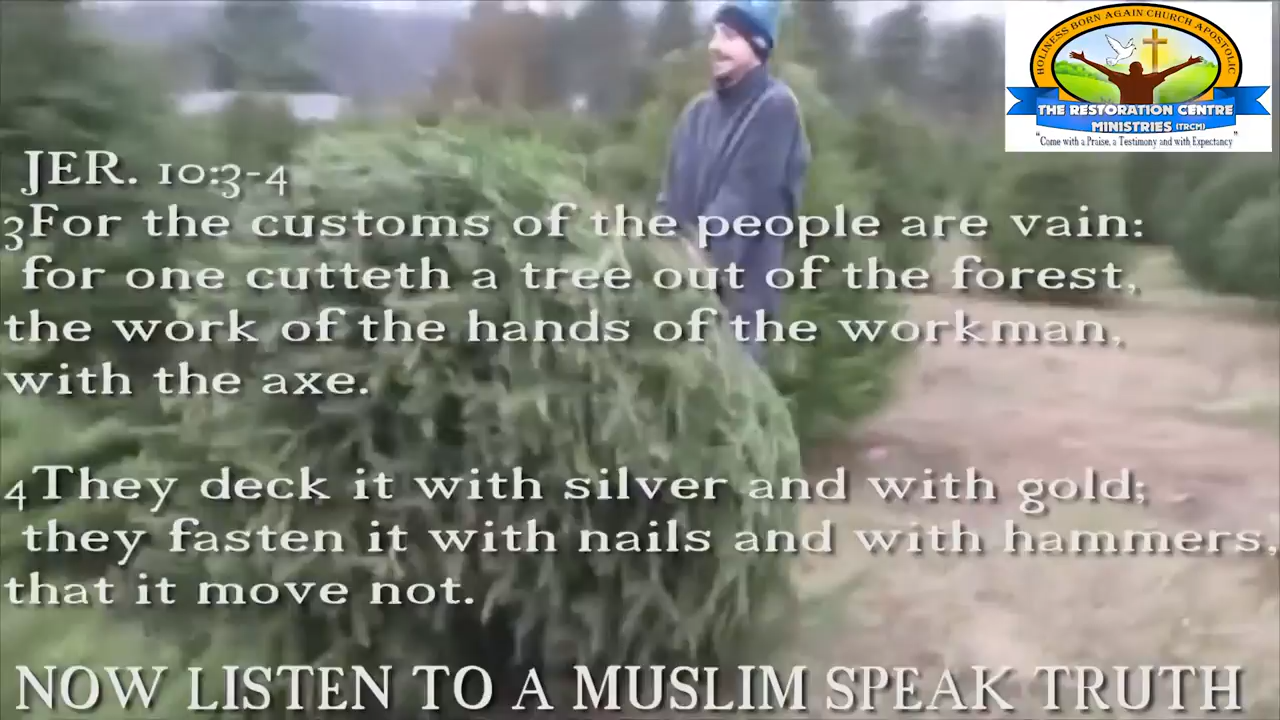 HOLINESS BORN AGAIN CHURCH APOSTOLIC
THE RESTORATION CENTRE
MINISTRIES (TRCM)
"Come with a Praise, a Testimony and with Expectancy"
JER. 10:3-4
3For the customs of the people are vain:
for one cutteth a tree out of the forest,
the work of the hands of the workman,
with the axe.
4They deck it with silver and with gold;
they fasten it with nails and with hammers,
that it move not.
NOW LISTEN TO A MUSLIM SPEAK TRUTH